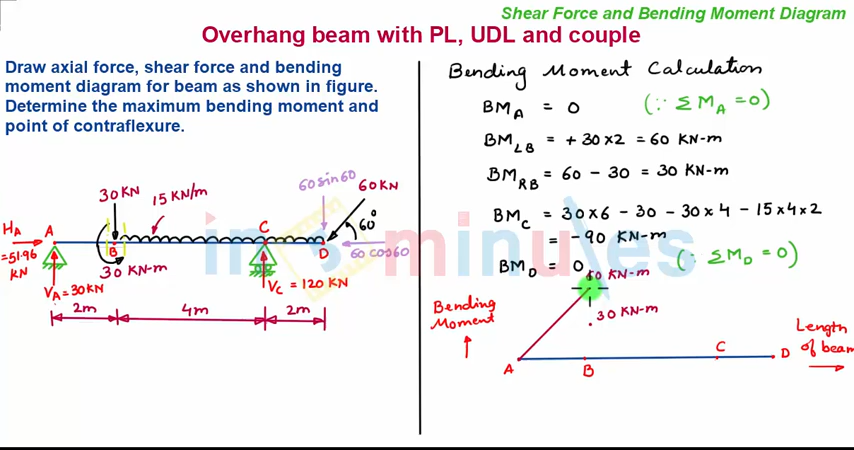 Shear Force and Bending Moment Diagram
Overhang beam with PL, UDL and couple
Draw axial force, shear force and bending
moment diagram for beam as shown in figure.
Determine the maximum bending moment and
point of contraflexure.
30 KN
15 KN/m
60 sin 60
60 KN
H_A
= 51.96
KN
A
B
C
D
60°
60 cos 60
30 KN-m
V_A = 30 KN
V_C = 120 KN
2m
4m
2m
Bending Moment Calculation
BM_A = 0 (∵ Σ M_A = 0)
BM_LB = + 30 x 2 = 60 KN-m
BM_RB = 60 - 30 = 30 KN-m
BM_C = 30 x 6 - 30 - 30 x 4 - 15 x 4 x 2
= - 90 KN-m
BM_D = 0 (∵ Σ M_D = 0)
60 KN-m
30 KN-m
Bending
Moment
Length
of beam
A
B
C
D
in minutes